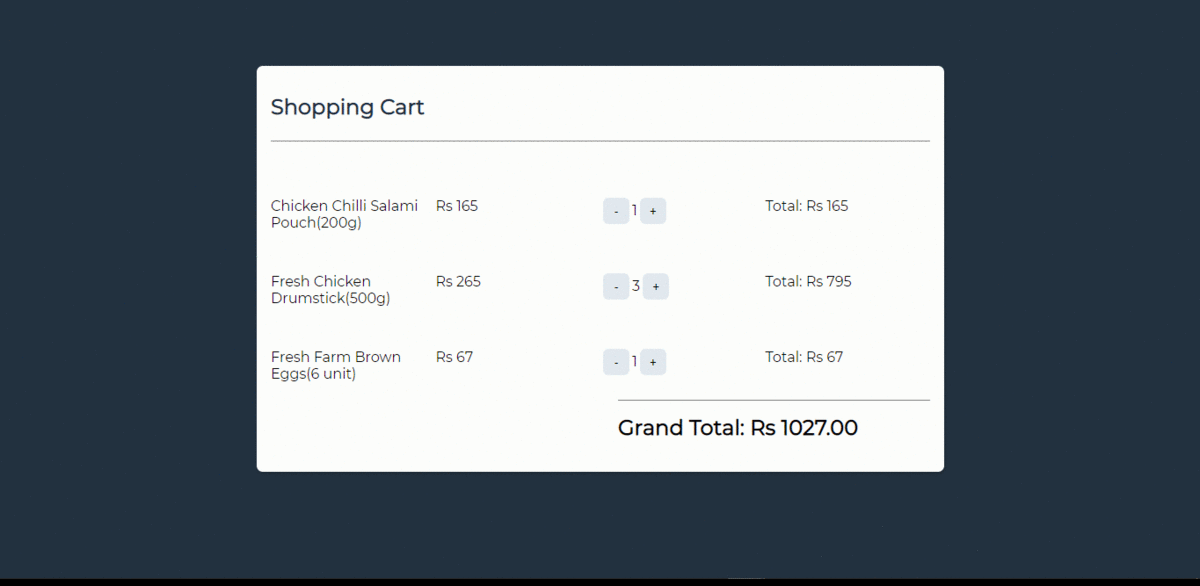 Shopping Cart
Chicken Chilli Salami Rs 165 - 1 + Total: Rs 165
Pouch(200g)
Fresh Chicken Rs 265 - 3 + Total: Rs 795
Drumstick(500g)
Fresh Farm Brown Rs 67 - 1 + Total: Rs 67
Eggs(6 unit)
Grand Total: Rs 1027.00